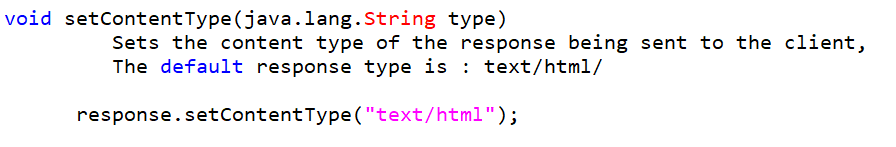 void setContentType(java.lang.String type)
Sets the content type of the response being sent to the client,
The default response type is : text/html/
response.setContentType("text/html");